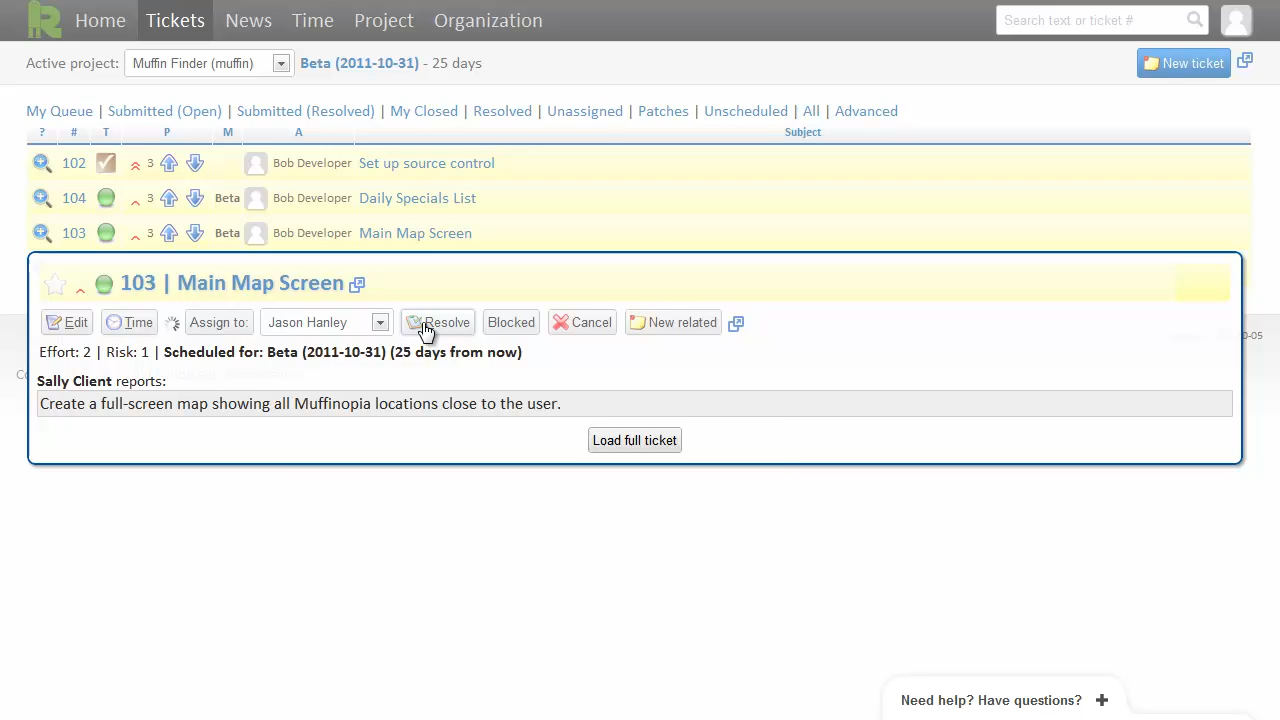 Home Tickets News Time Project Organization Search text or ticket #
Active project: Muffin Finder (muffin) Beta (2011-10-31) - 25 days New ticket
My Queue | Submitted (Open) | Submitted (Resolved) | My Closed | Resolved | Unassigned | Patches | Unscheduled | All | Advanced
? # T P M A Subject
102 3 Bob Developer Set up source control
104 3 Beta Bob Developer Daily Specials List
103 3 Beta Bob Developer Main Map Screen
103 | Main Map Screen
Edit Time Assign to: Jason Hanley Resolve Blocked Cancel New related
Effort: 2 | Risk: 1 | Scheduled for: Beta (2011-10-31) (25 days from now)
Sally Client reports:
Create a full-screen map showing all Muffinopia locations close to the user.
Load full ticket
Need help? Have questions? +